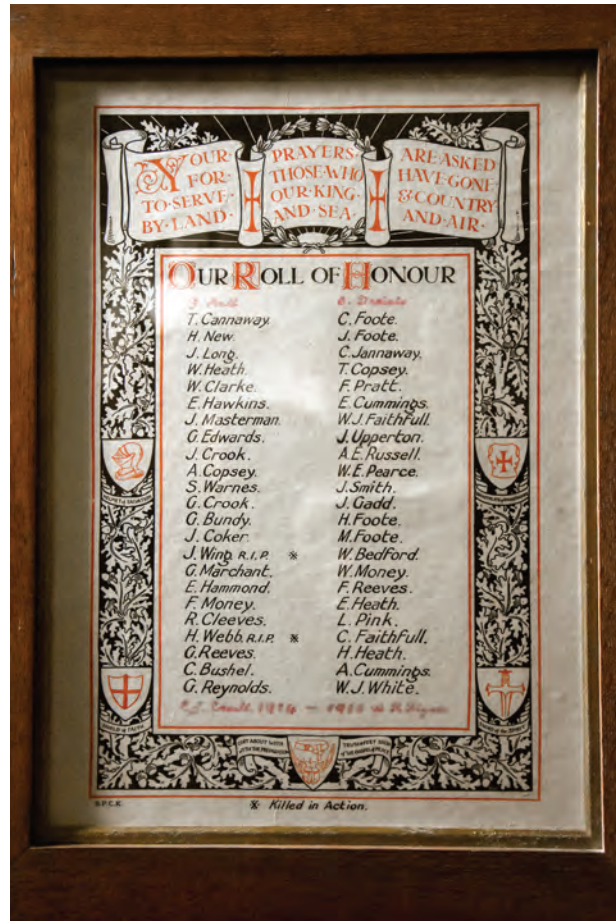 YOUR · PRAYERS · ARE · ASKED
FOR · THOSE · WHO HAVE · GONE
TO · SERVE · OUR · KING · & · COUNTRY
BY · LAND · AND · SEA · AND · AIR ·
OUR ROLL OF HONOUR
T. Cannaway. C. Foote.
H. New. J. Foote.
J. Long. C. Jannaway.
W. Heath. T. Copsey.
W. Clarke. F. Pratt.
E. Hawkins. E. Cummings.
J. Masterman. W. J. Faithfull.
G. Edwards. J. Upperton.
J. Crook. A. E. Russell.
A. Copsey. W. E. Pearce.
S. Warnes. J. Smith.
G. Crook. J. Gadd.
G. Bundy. H. Foote.
J. Coker. M. Foote.
J. Wing. R.I.P. ※ W. Bedford.
G. Marchant. W. Money.
E. Hammond. F. Reeves.
F. Money. E. Heath.
R. Cleeves. L. Pink.
H. Webb. R.I.P. ※ C. Faithfull.
G. Reeves. H. Heath.
C. Bushel. A. Cummings.
G. Reynolds. W. J. White.
1914 –
S.P.C.K. ※ Killed in Action.